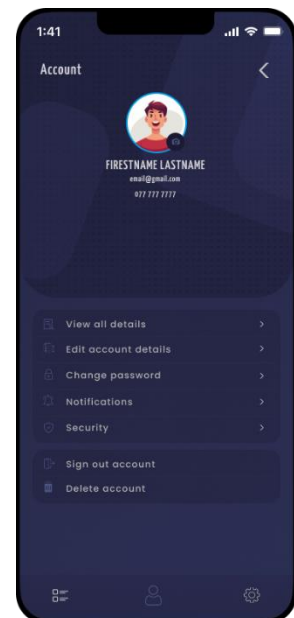 1:41
Account
FIRESTNAME LASTNAME
email@gmail.com
077 777 7777
View all details
Edit account details
Change password
Notifications
Security
Sign out account
Delete account